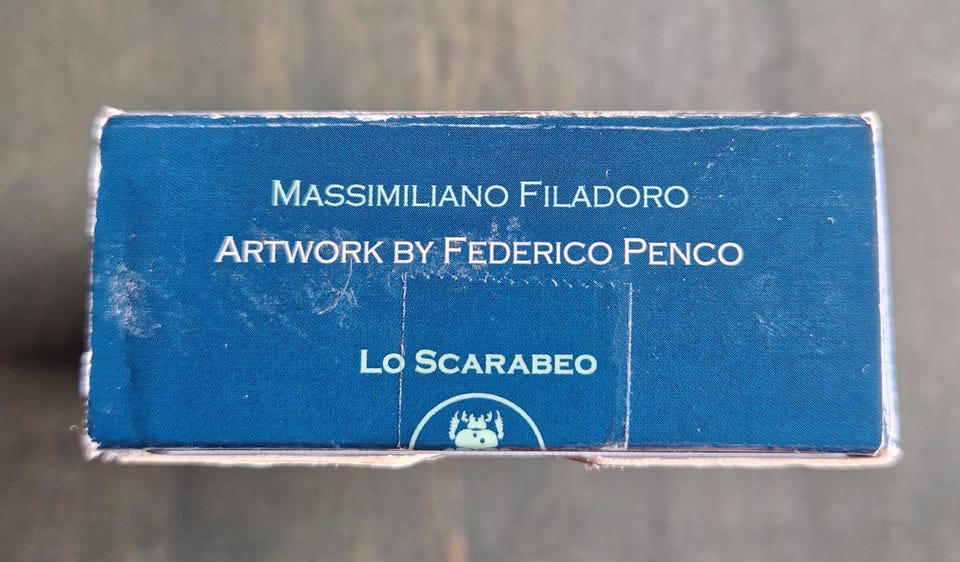 Massimiliano Filadoro
Artwork by Federico Penco
Lo Scarabeo